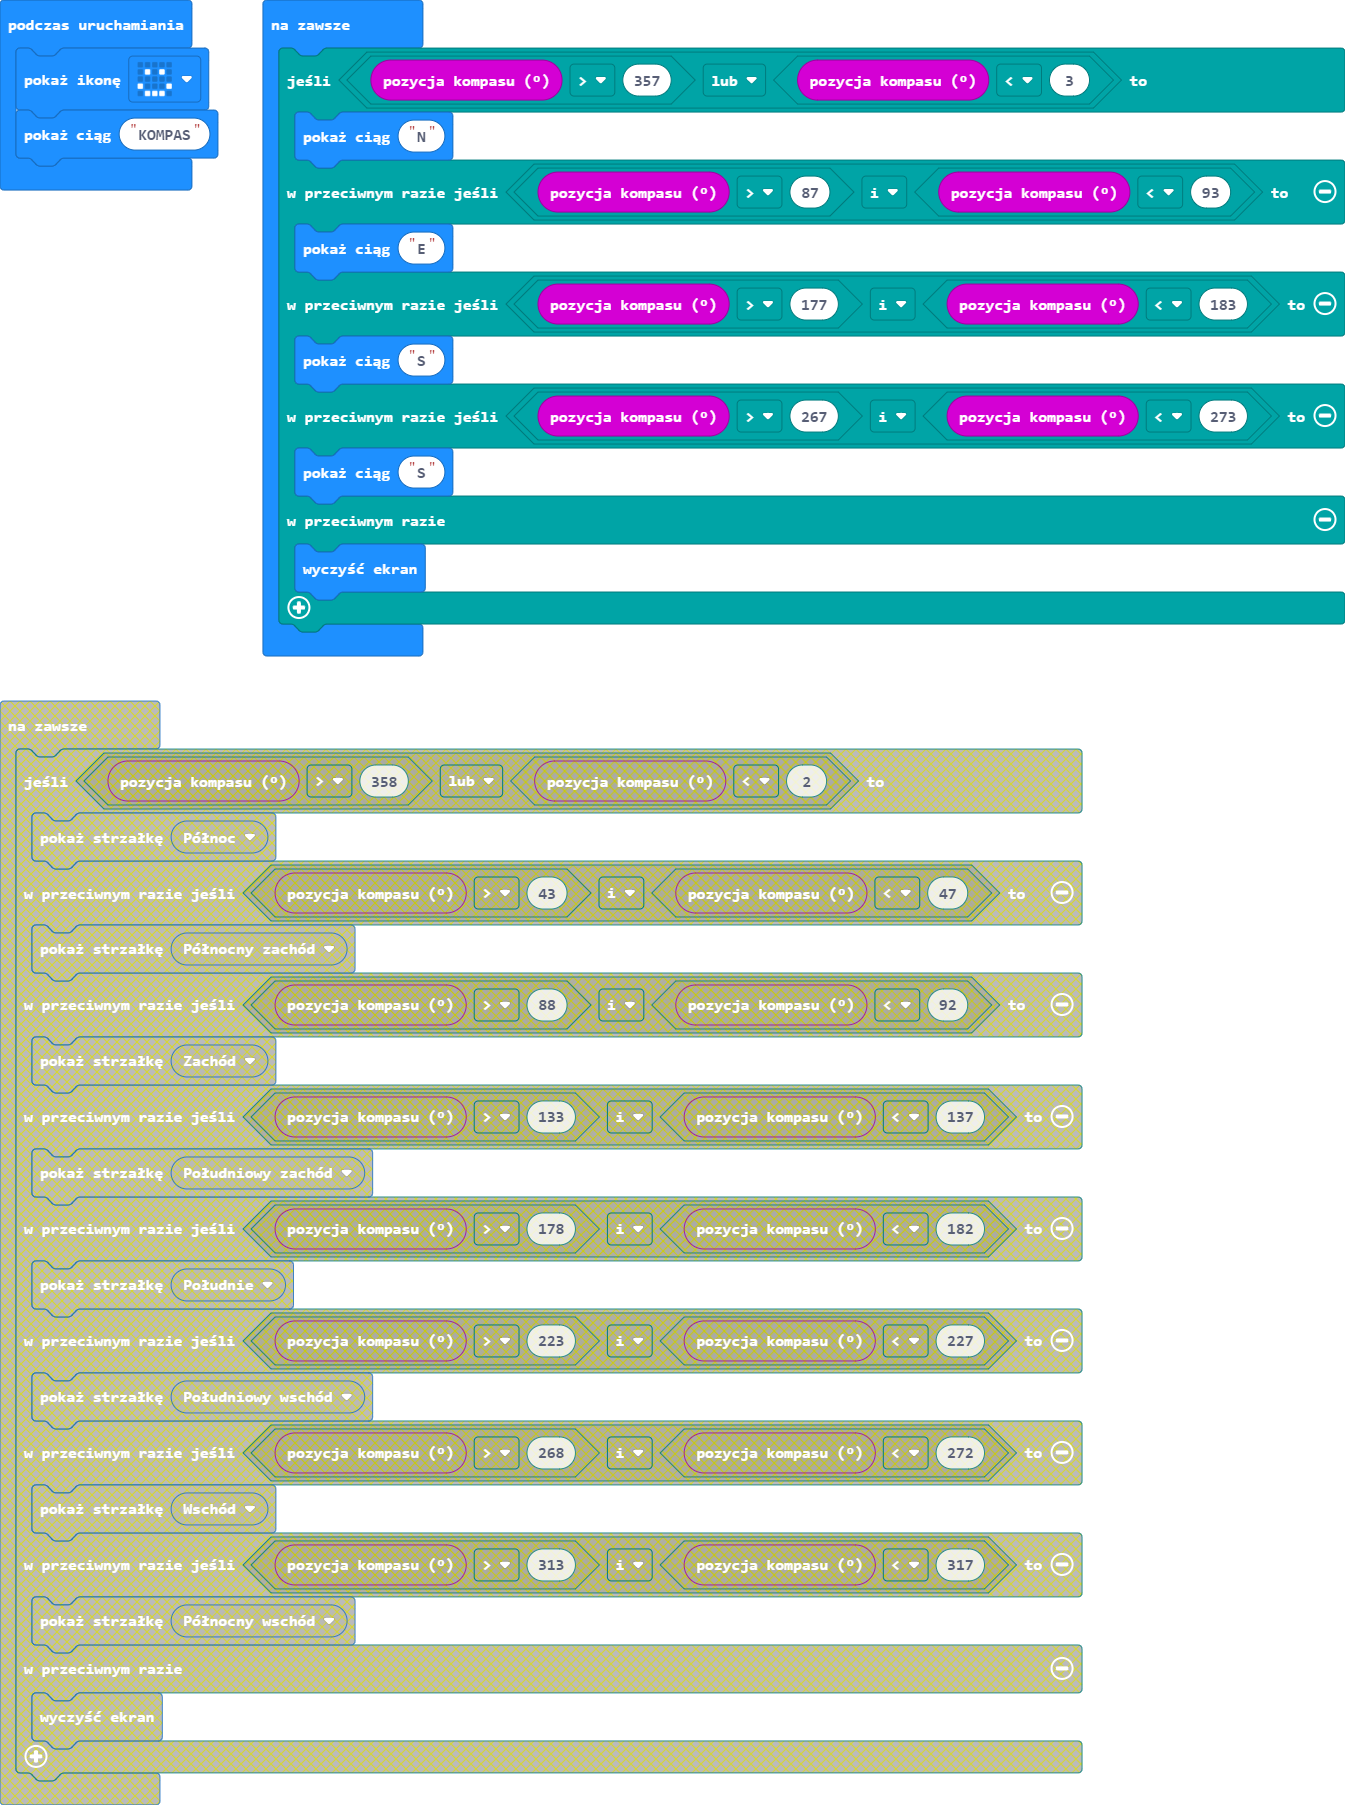 podczas uruchamiania
pokaż ikonę
pokaż ciąg "KOMPAS"
na zawsze
jeśli pozycja kompasu (º) > 357 lub pozycja kompasu (º) < 3 to
pokaż ciąg "N"
w przeciwnym razie jeśli pozycja kompasu (º) > 87 i pozycja kompasu (º) < 93 to
pokaż ciąg "E"
w przeciwnym razie jeśli pozycja kompasu (º) > 177 i pozycja kompasu (º) < 183 to
pokaż ciąg "S"
w przeciwnym razie jeśli pozycja kompasu (º) > 267 i pozycja kompasu (º) < 273 to
pokaż ciąg "S"
w przeciwnym razie
wyczyść ekran
na zawsze
jeśli pozycja kompasu (º) > 358 lub pozycja kompasu (º) < 2 to
pokaż strzałkę Północ
w przeciwnym razie jeśli pozycja kompasu (º) > 43 i pozycja kompasu (º) < 47 to
pokaż strzałkę Północny zachód
w przeciwnym razie jeśli pozycja kompasu (º) > 88 i pozycja kompasu (º) < 92 to
pokaż strzałkę Zachód
w przeciwnym razie jeśli pozycja kompasu (º) > 133 i pozycja kompasu (º) < 137 to
pokaż strzałkę Południowy zachód
w przeciwnym razie jeśli pozycja kompasu (º) > 178 i pozycja kompasu (º) < 182 to
pokaż strzałkę Południe
w przeciwnym razie jeśli pozycja kompasu (º) > 223 i pozycja kompasu (º) < 227 to
pokaż strzałkę Południowy wschód
w przeciwnym razie jeśli pozycja kompasu (º) > 268 i pozycja kompasu (º) < 272 to
pokaż strzałkę Wschód
w przeciwnym razie jeśli pozycja kompasu (º) > 313 i pozycja kompasu (º) < 317 to
pokaż strzałkę Północny wschód
w przeciwnym razie
wyczyść ekran